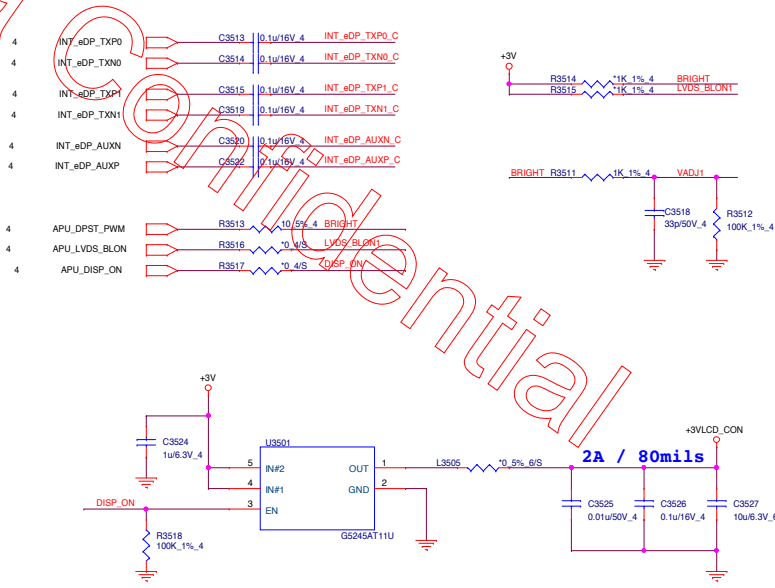 4 INT_eDP_TXP0 C3513 0.1u/16V_4 INT_eDP_TXP0_C
4 INT_eDP_TXN0 C3514 0.1u/16V_4 INT_eDP_TXN0_C
4 INT_eDP_TXP1 C3515 0.1u/16V_4 INT_eDP_TXP1_C
4 INT_eDP_TXN1 C3519 0.1u/16V_4 INT_eDP_TXN1_C
4 INT_eDP_AUXN C3520 0.1u/16V_4 INT_eDP_AUXN_C
4 INT_eDP_AUXP C3522 0.1u/16V_4 INT_eDP_AUXP_C
4 APU_DPST_PWM R3513 10_5%_4 BRIGHT
4 APU_LVDS_BLON R3516 *0_4/S LVDS_BLON1
4 APU_DISP_ON R3517 *0_4/S DISP_ON
+3V
R3514 *1K_1%_4 BRIGHT
R3515 *1K_1%_4 LVDS_BLON1
BRIGHT R3511 1K_1%_4 VADJ1
C3518
33p/50V_4
R3512
100K_1%_4
Confidential
+3V
C3524
1u/6.3V_4
U3501
5 IN#2 OUT 1
4 IN#1 GND 2
3 EN
G5245AT11U
DISP_ON
R3518
100K_1%_4
L3505 *0_5%_6/S
2A / 80mils
+3VLCD_CON
C3525
0.01u/50V_4
C3526
0.1u/16V_4
C3527
10u/6.3V_6